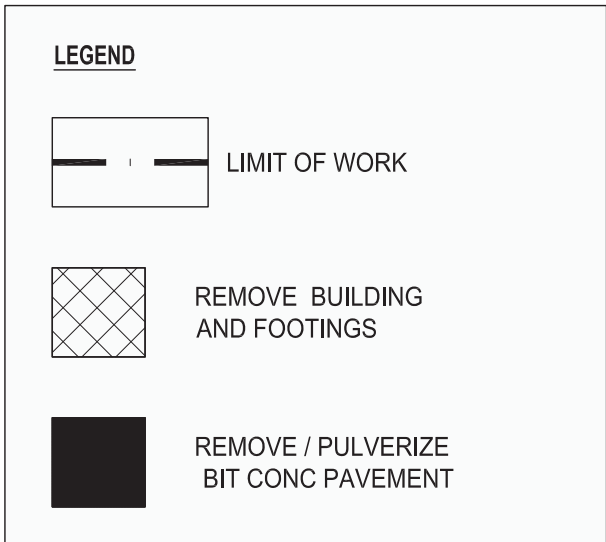 LEGEND
LIMIT OF WORK
REMOVE BUILDING
AND FOOTINGS
REMOVE / PULVERIZE
BIT CONC PAVEMENT